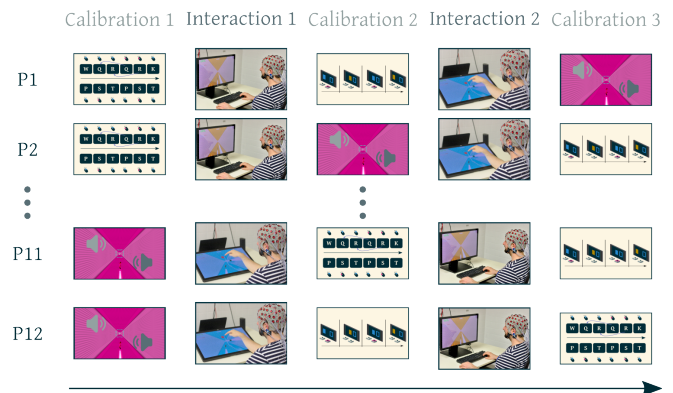 Calibration 1 Interaction 1 Calibration 2 Interaction 2 Calibration 3
P1
W Q R Q R K
P S T P S T
P2
W Q R Q R K
P S T P S T
P11
W Q R Q R K
P S T P S T
P12
W Q R Q R K
P S T P S T